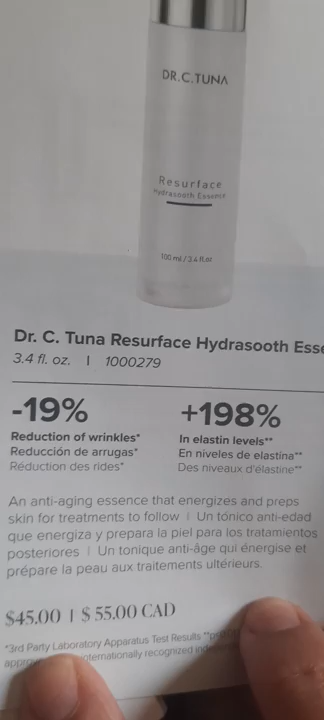 DR.C.TUNA
Resurface
Hydrasooth Essence
100 ml / 3.4 fl.oz
Dr. C. Tuna Resurface Hydrasooth Esse
3.4 fl. oz. | 1000279
-19%
Reduction of wrinkles*
Reducción de arrugas*
Réduction des rides*
+198%
In elastin levels**
En niveles de elastina**
Des niveaux d'élastine**
An anti-aging essence that energizes and preps
skin for treatments to follow | Un tónico anti-edad
que energiza y prepara la piel para los tratamientos
posteriores | Un tonique anti-âge qui énergise et
prépare la peau aux traitements ultérieurs.
$45.00 | $ 55.00 CAD
*3rd Party Laboratory Apparatus Test Results
internationally recognized